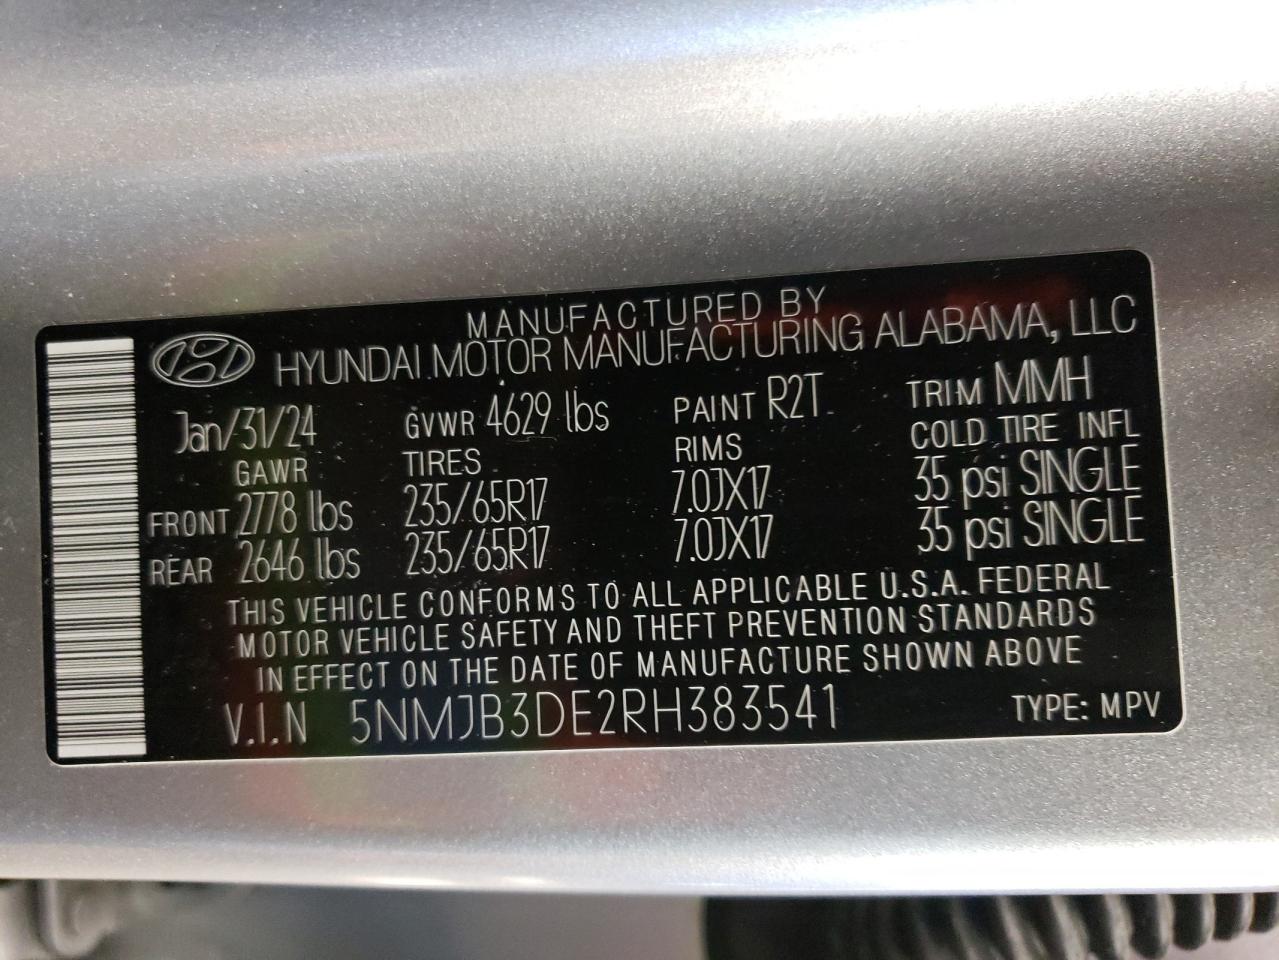 MANUFACTURED BY
HYUNDAI MOTOR MANUFACTURING ALABAMA, LLC
Jan/31/24 GVWR 4629 lbs PAINT R2T TRIM MMH
GAWR TIRES RIMS COLD TIRE INFL
FRONT 2778 lbs 235/65R17 7.0JX17 35 psi SINGLE
REAR 2646 lbs 235/65R17 7.0JX17 35 psi SINGLE
THIS VEHICLE CONFORMS TO ALL APPLICABLE U.S.A. FEDERAL
MOTOR VEHICLE SAFETY AND THEFT PREVENTION STANDARDS
IN EFFECT ON THE DATE OF MANUFACTURE SHOWN ABOVE
V.I.N 5NMJB3DE2RH383541 TYPE: MPV